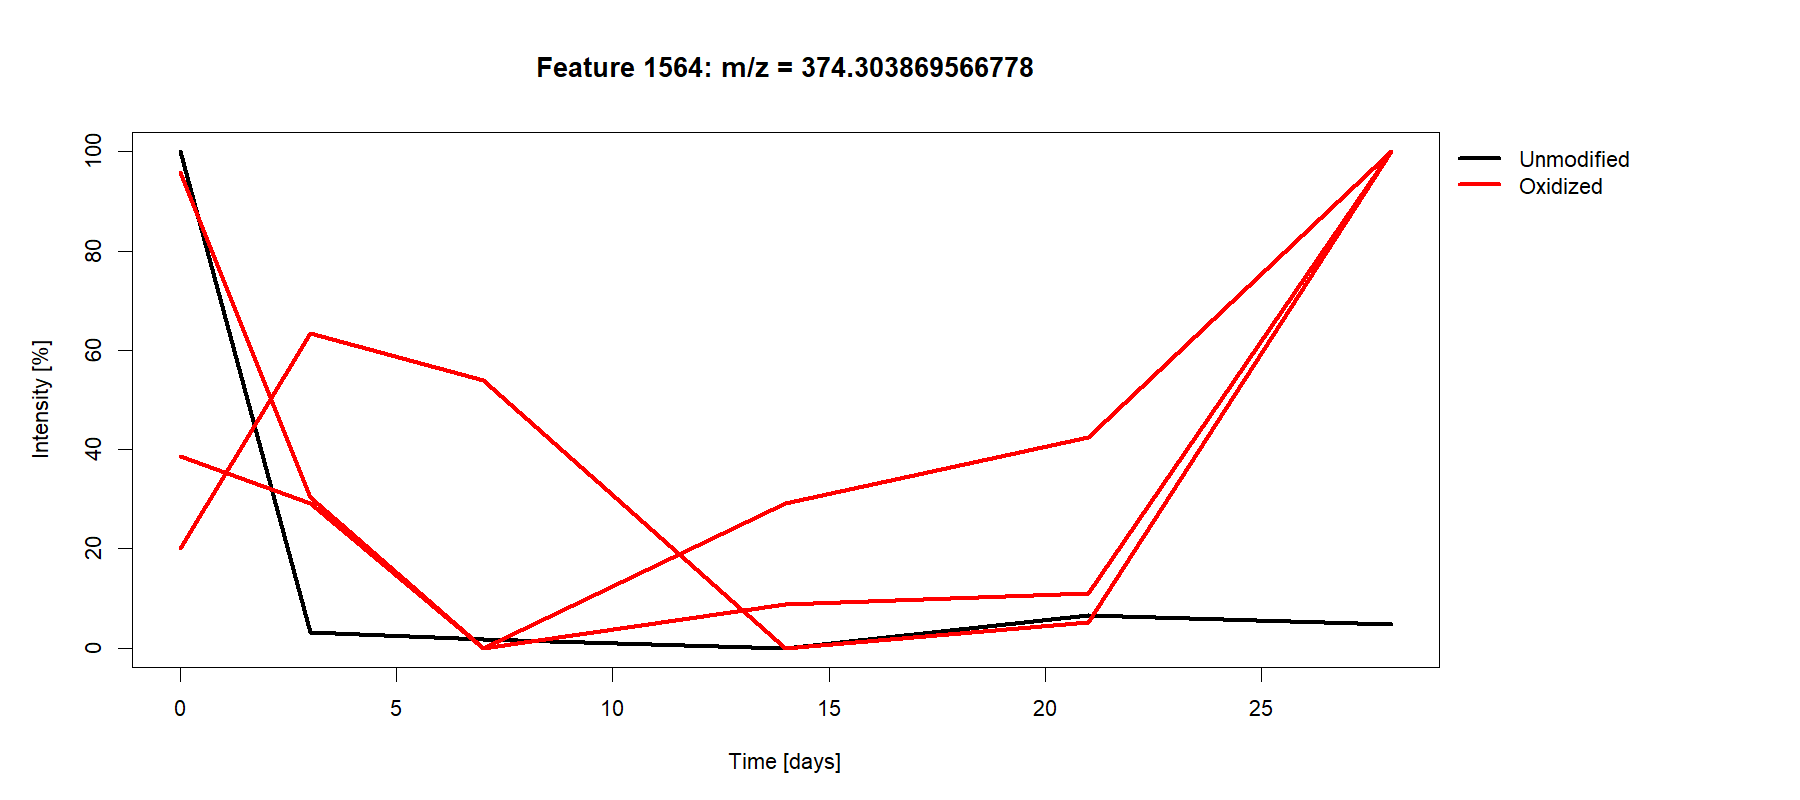 Feature 1564: m/z = 374.303869566778
Unmodified
Oxidized
Intensity [%]
100
80
60
40
20
0
0 5 10 15 20 25
Time [days]